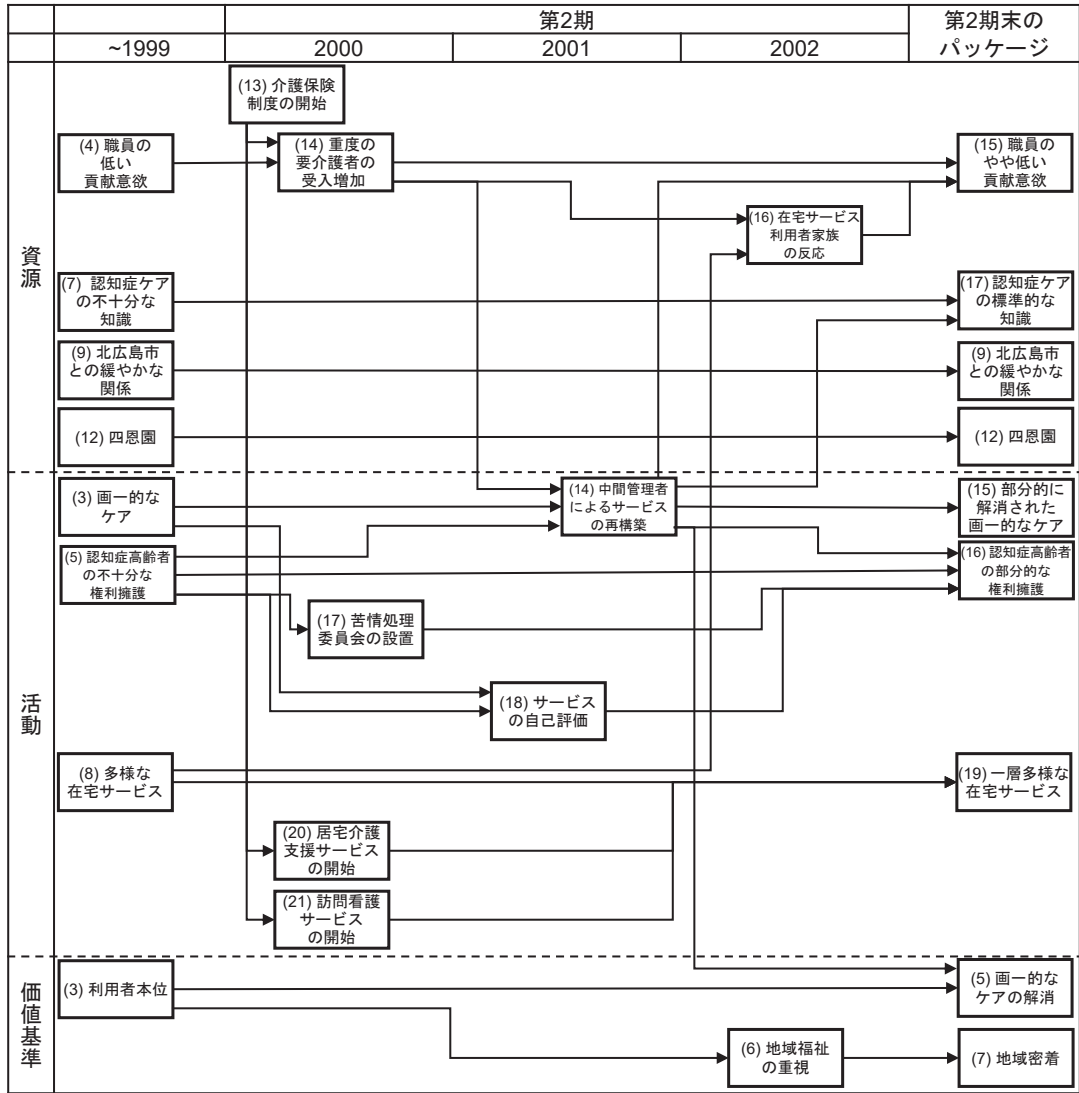 第2期
第2期末の
パッケージ
~1999
2000
2001
2002
資源
(13) 介護保険
制度の開始
(4) 職員の
低い
貢献意欲
(14) 重度の
要介護者の
受入増加
(15) 職員の
やや低い
貢献意欲
(16) 在宅サービス
利用者家族
の反応
(7) 認知症ケア
の不十分な
知識
(17) 認知症ケア
の標準的な
知識
(9) 北広島市
との緩やかな
関係
(9) 北広島市
との緩やかな
関係
(12) 四恩園
(12) 四恩園
活動
(3) 画一的な
ケア
(14) 中間管理者
によるサービス
の再構築
(15) 部分的に
解消された
画一的なケア
(5) 認知症高齢者
の不十分な
権利擁護
(16) 認知症高齢者
の部分的な
権利擁護
(17) 苦情処理
委員会の設置
(18) サービス
の自己評価
(8) 多様な
在宅サービス
(19) 一層多様な
在宅サービス
(20) 居宅介護
支援サービス
の開始
(21) 訪問看護
サービス
の開始
価値基準
(3) 利用者本位
(5) 画一的な
ケアの解消
(6) 地域福祉
の重視
(7) 地域密着